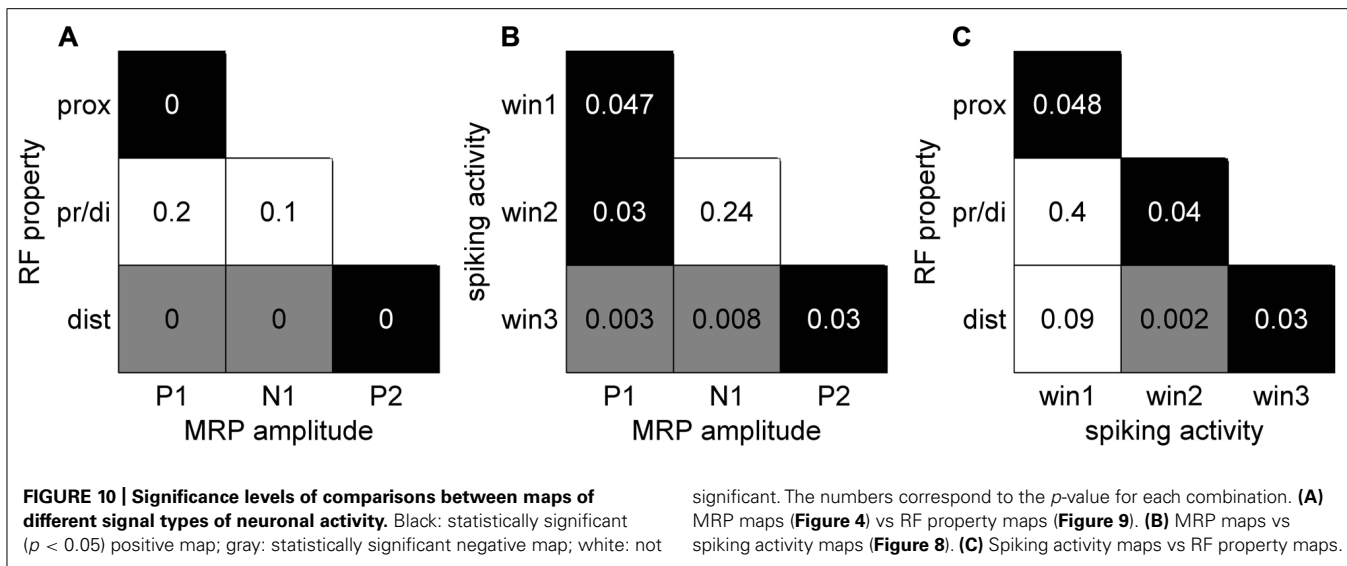 A
prox
0
pr/di
0.2
0.1
dist
0
0
0
RF property
P1
N1
P2
MRP amplitude
B
win1
0.047
win2
0.03
0.24
win3
0.003
0.008
0.03
spiking activity
P1
N1
P2
MRP amplitude
C
prox
0.048
pr/di
0.4
0.04
dist
0.09
0.002
0.03
RF property
win1
win2
win3
spiking activity
FIGURE 10 | Significance levels of comparisons between maps of
different signal types of neuronal activity. Black: statistically significant
(p < 0.05) positive map; gray: statistically significant negative map; white: not
significant. The numbers correspond to the p-value for each combination. (A)
MRP maps (Figure 4) vs RF property maps (Figure 9). (B) MRP maps vs
spiking activity maps (Figure 8). (C) Spiking activity maps vs RF property maps.